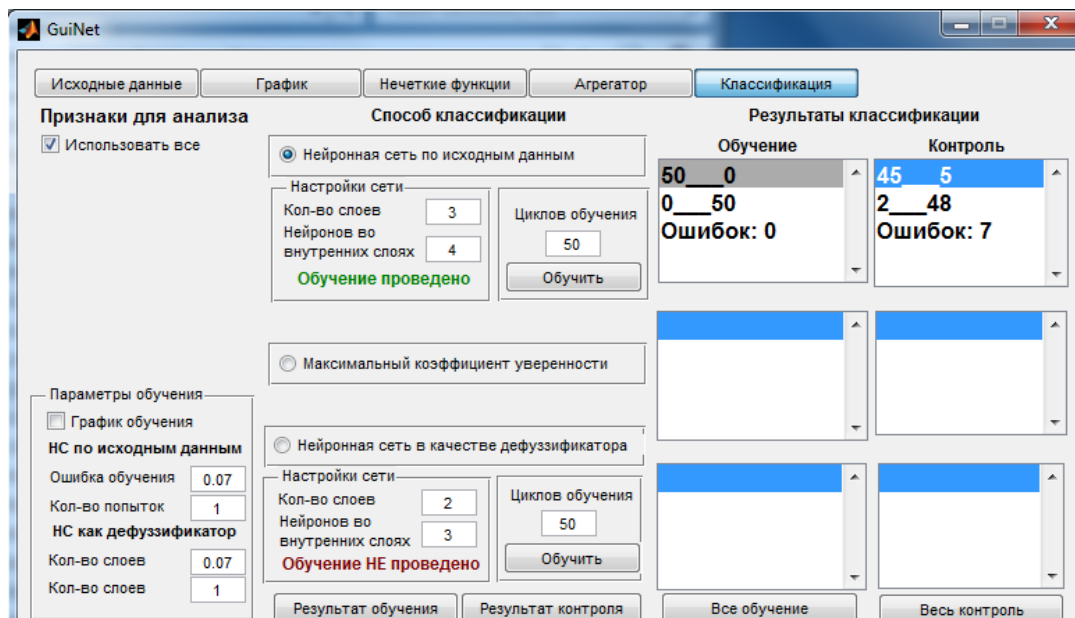 GuiNet
Исходные данные
График
Нечеткие функции
Агрегатор
Классификация
Признаки для анализа
Использовать все
Параметры обучения
График обучения
НС по исходным данным
Ошибка обучения 0.07
Кол-во попыток 1
НС как дефуззификатор
Кол-во слоев 0.07
Кол-во слоев 1
Способ классификации
Нейронная сеть по исходным данным
Настройки сети
Кол-во слоев 3
Нейронов во
внутренних слоях 4
Обучение проведено
Циклов обучения
50
Обучить
Максимальный коэффициент уверенности
Нейронная сеть в качестве дефуззификатора
Настройки сети
Кол-во слоев 2
Нейронов во
внутренних слоях 3
Обучение НЕ проведено
Циклов обучения
50
Обучить
Результат обучения
Результат контроля
Результаты классификации
Обучение
50___0
0___50
Ошибок: 0
Контроль
45___5
2___48
Ошибок: 7
Все обучение
Весь контроль